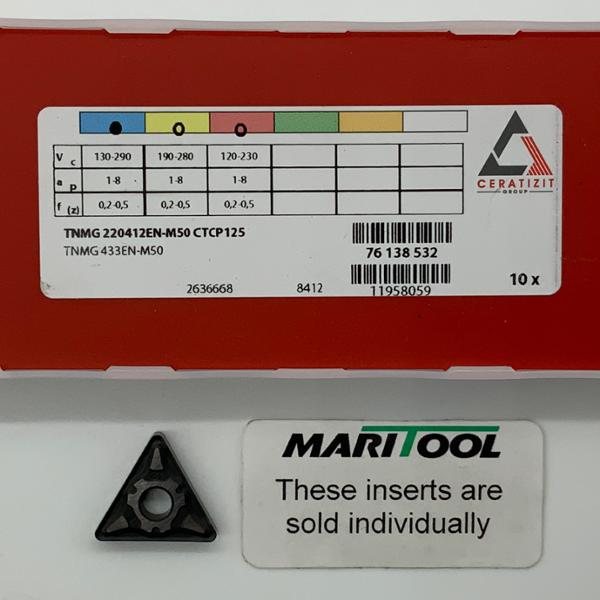 V c 130-290 190-280 120-230
a p 1-8 1-8 1-8
f (z) 0,2-0,5 0,2-0,5 0,2-0,5
CERATIZIT
GROUP
TNMG 220412EN-M50 CTCP125
TNMG 433EN-M50
76 138 532
2636668 8412 11958059
10 x
MARITOOL
These inserts are
sold individually